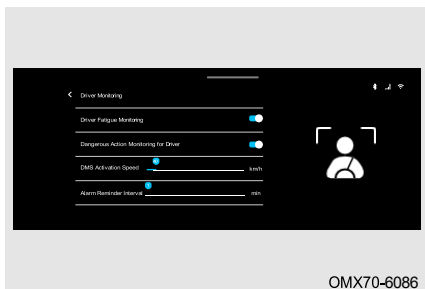 Driver Monitoring
Driver Fatigue Monitoring
Dangerous Action Monitoring for Driver
DMS Activation Speed km/h
Alarm Reminder Interval min
OMX70-6086